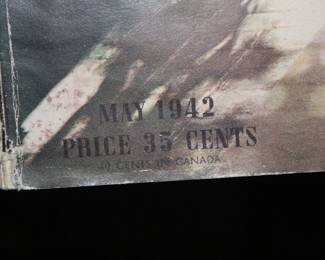 MAY 1942
PRICE 35 CENTS
40 CENTS IN CANADA